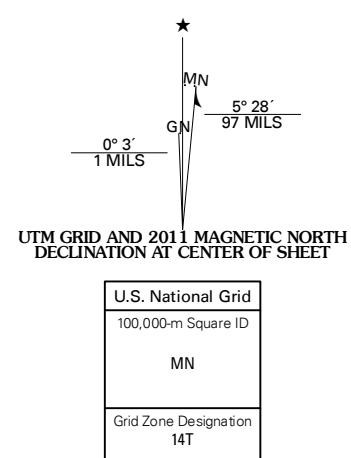 ★
MN
GN
5° 28´
97 MILS
0° 3´
1 MILS
UTM GRID AND 2011 MAGNETIC NORTH
DECLINATION AT CENTER OF SHEET
U.S. National Grid
100,000-m Square ID
MN
Grid Zone Designation
14T